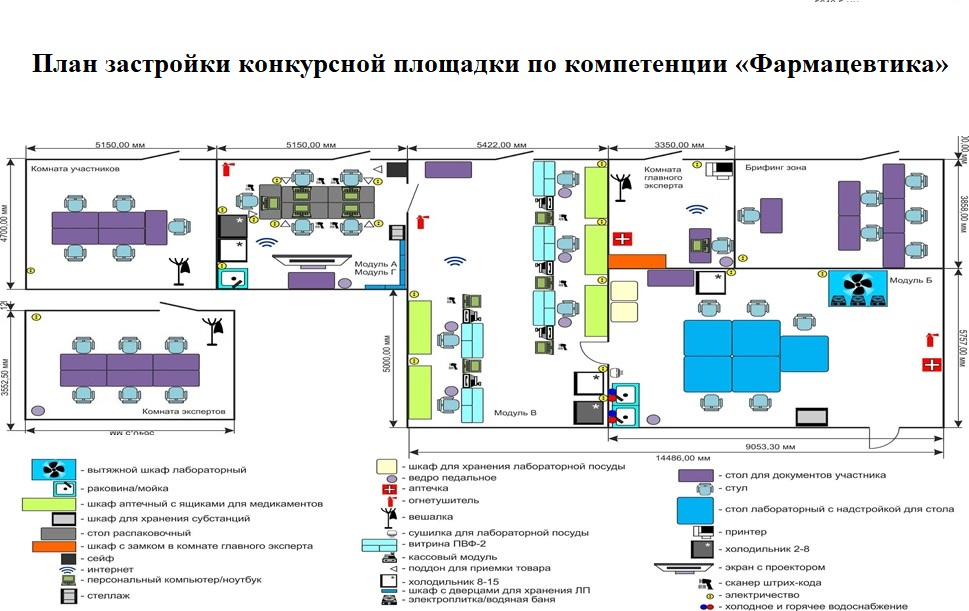 План застройки конкурсной площадки по компетенции «Фармацевтика»
5150,00 мм
5150,00 мм
5422,00 мм
3350,00 мм
Комната участников
Комната
главного
эксперта
Брифинг зона
4700,00 мм
3858,00 мм
Модуль А
Модуль Г
Модуль Б
3552,50 мм
5000,00 мм
5757,00 мм
Комната экспертов
Модуль В
9053,30 мм
14486,00 мм
- вытяжной шкаф лабораторный
- раковина/мойка
- шкаф аптечный с ящиками для медикаментов
- шкаф для хранения субстанций
- стол распаковочный
- шкаф с замком в комнате главного эксперта
- сейф
- интернет
- персональный компьютер/ноутбук
- стеллаж
- шкаф для хранения лабораторной посуды
- ведро педальное
- аптечка
- огнетушитель
- вешалка
- сушилка для лабораторной посуды
- витрина ПВФ-2
- кассовый модуль
- поддон для приемки товара
- холодильник 8-15
- шкаф с дверцами для хранения ЛП
- электроплитка/водяная баня
- стол для документов участника
- стул
- стол лабораторный с надстройкой для стола
- принтер
- холодильник 2-8
- экран с проектором
- сканер штрих-кода
- электричество
- холодное и горячее водоснабжение